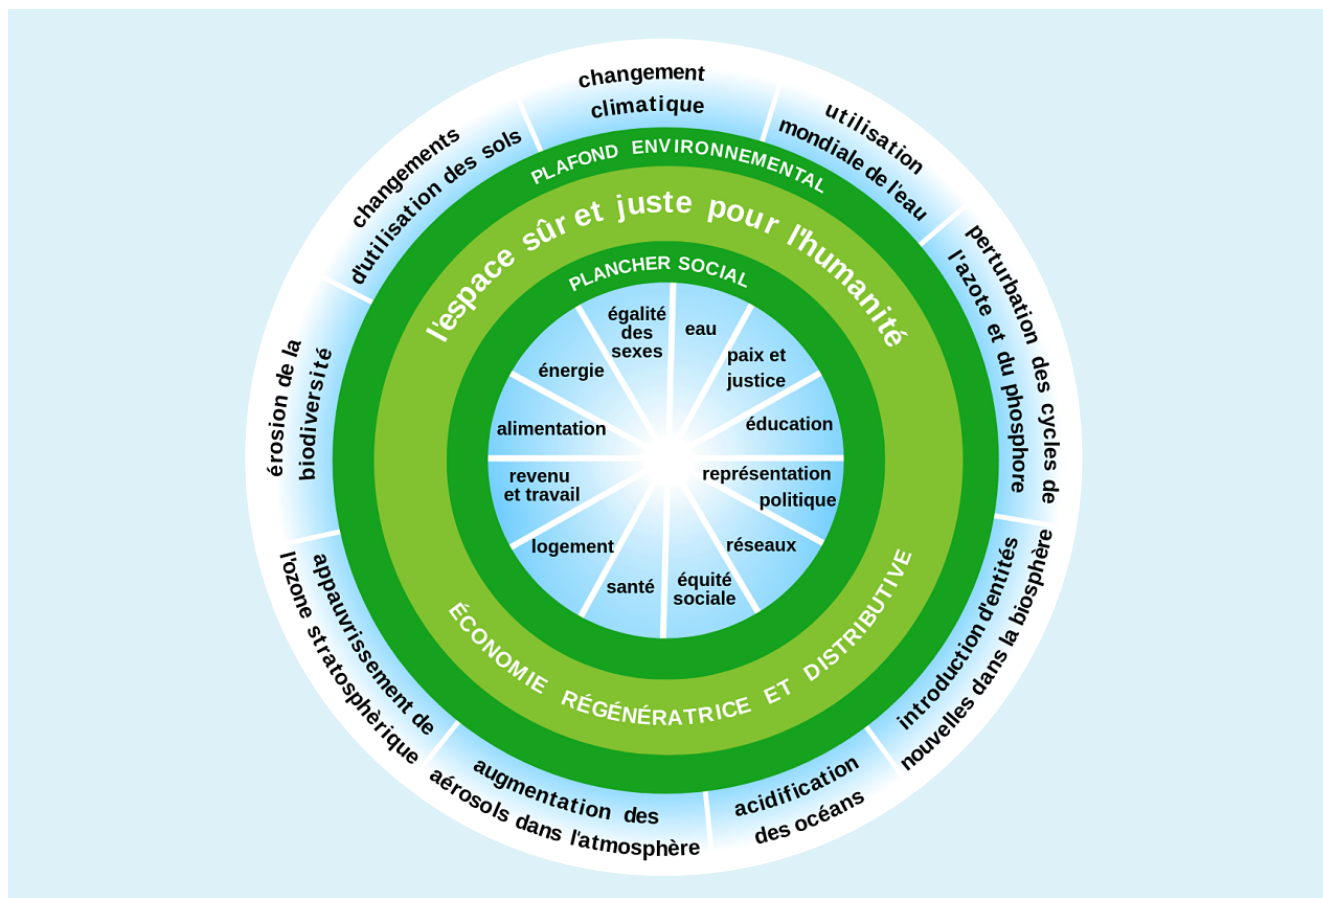 changement
climatique
utilisation
mondiale de l'eau
perturbation des cycles de
l'azote et du phosphore
introduction d'entités
nouvelles dans la biosphère
acidification
des océans
augmentation des
aérosols dans l'atmosphère
appauvrissement de
l'ozone stratosphèrique
érosion de la
biodiversité
changements
d'utilisation des sols
PLAFOND ENVIRONNEMENTAL
l'espace sûr et juste pour l'humanité
PLANCHER SOCIAL
eau
paix et
justice
éducation
représentation
politique
réseaux
équité
sociale
santé
logement
revenu
et travail
alimentation
énergie
égalité
des
sexes
ÉCONOMIE RÉGÉNÉRATRICE ET DISTRIBUTIVE